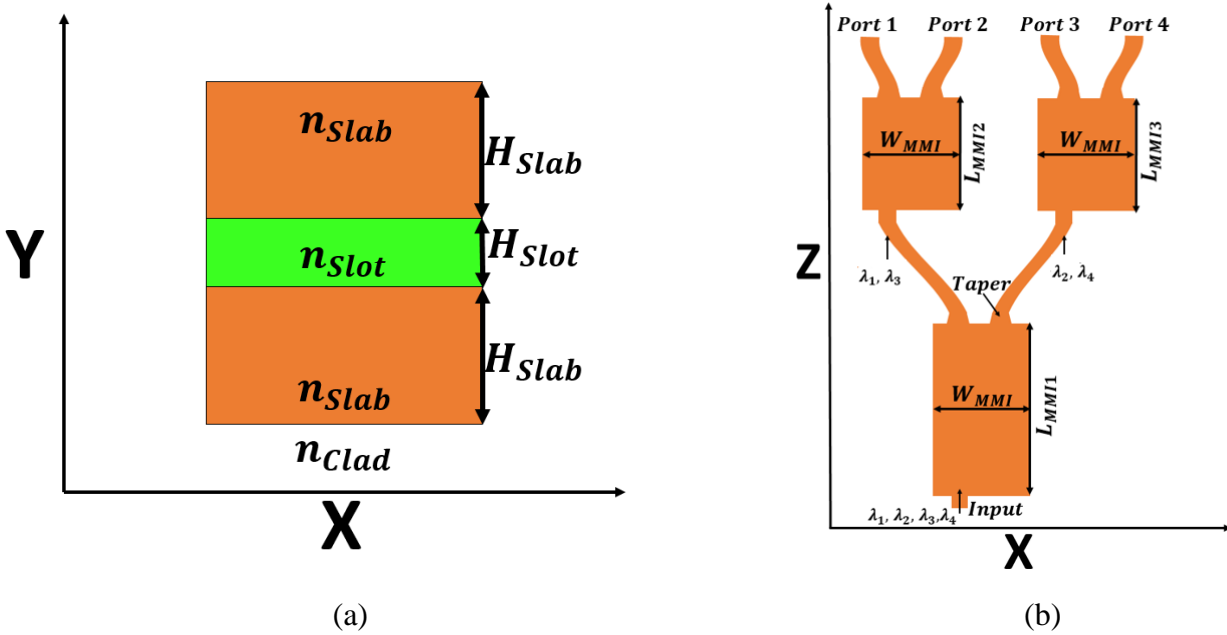 Y
n_Slab
H_Slab
n_Slot
H_Slot
n_Slab
H_Slab
n_Clad
X
(a)
Port 1 Port 2 Port 3 Port 4
W_MMI
L_MMI2
W_MMI
L_MMI3
Z
λ₁, λ₃
λ₂, λ₄
Taper
W_MMI
L_MMI1
λ₁, λ₂, λ₃,λ₄
Input
X
(b)